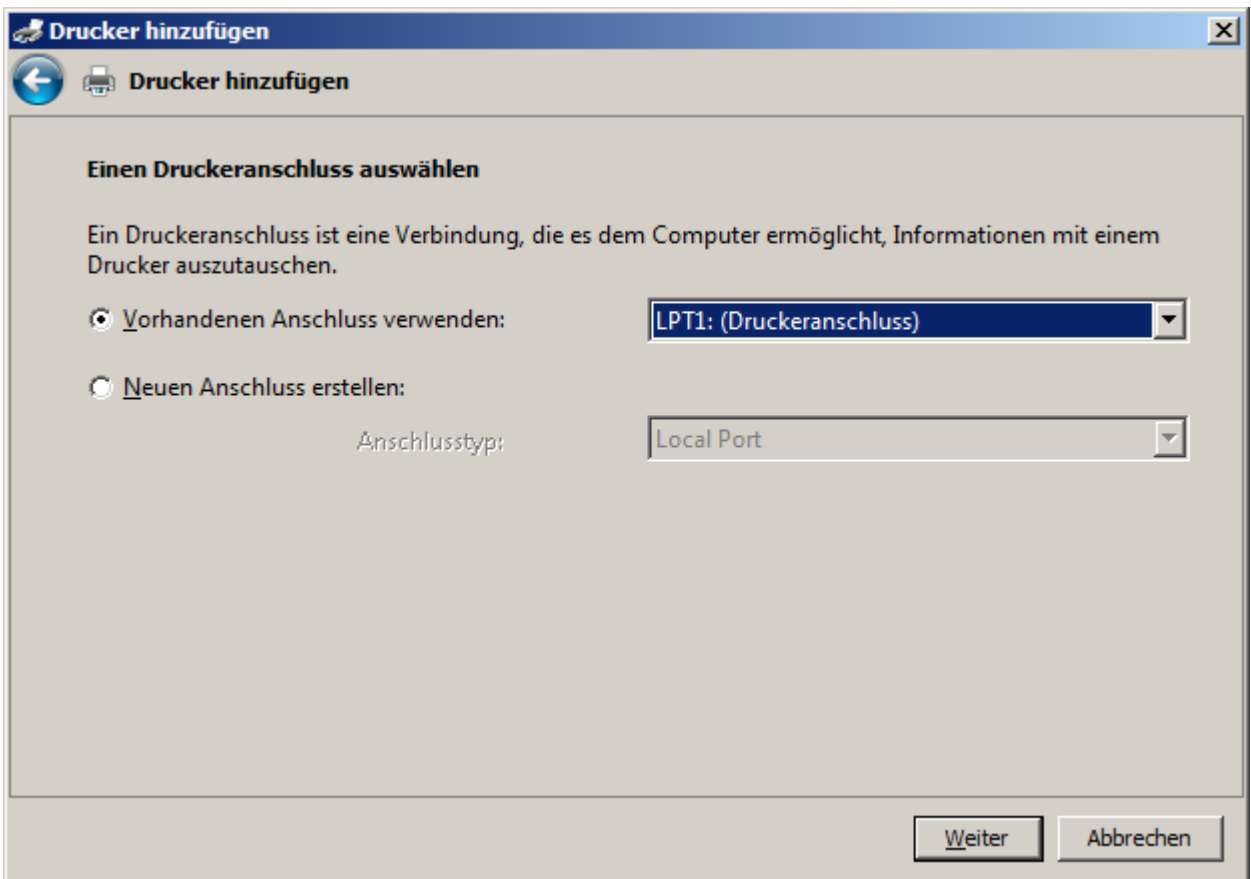 Drucker hinzufügen
Drucker hinzufügen
Einen Druckeranschluss auswählen
Ein Druckeranschluss ist eine Verbindung, die es dem Computer ermöglicht, Informationen mit einem
Drucker auszutauschen.
Vorhandenen Anschluss verwenden: LPT1: (Druckeranschluss)
Neuen Anschluss erstellen:
Anschlusstyp: Local Port
Weiter Abbrechen